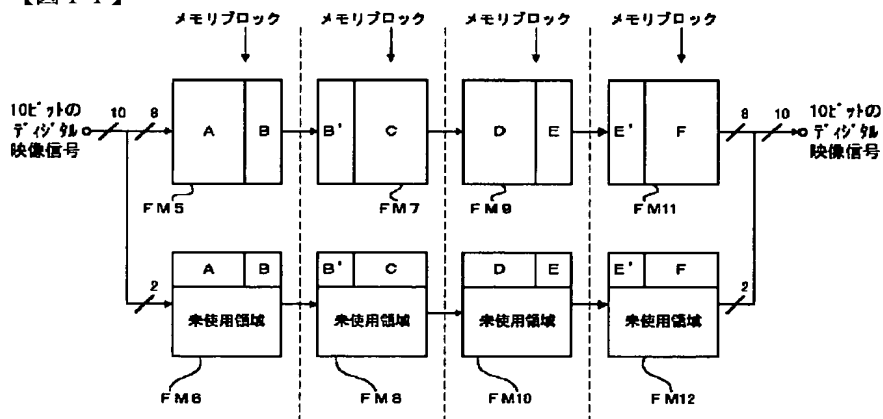 【図11】
メモリブロック メモリブロック メモリブロック メモリブロック
10ビットの
ディジタル
映像信号
10 8
A B B' C D E E' F
8 10
10ビットの
ディジタル
映像信号
FM5 FM7 FM9 FM11
2
A B B' C D E E' F
2
未使用領域 未使用領域 未使用領域 未使用領域
FM6 FM8 FM10 FM12